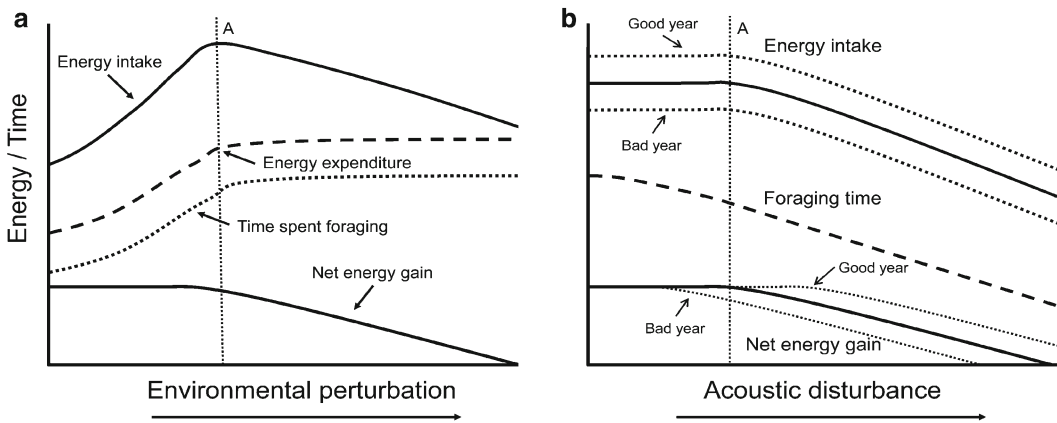 a
A
Energy intake
Energy expenditure
Time spent foraging
Net energy gain
Energy / Time
Environmental perturbation
b
Good year
A
Energy intake
Bad year
Foraging time
Good year
Bad year
Net energy gain
Acoustic disturbance